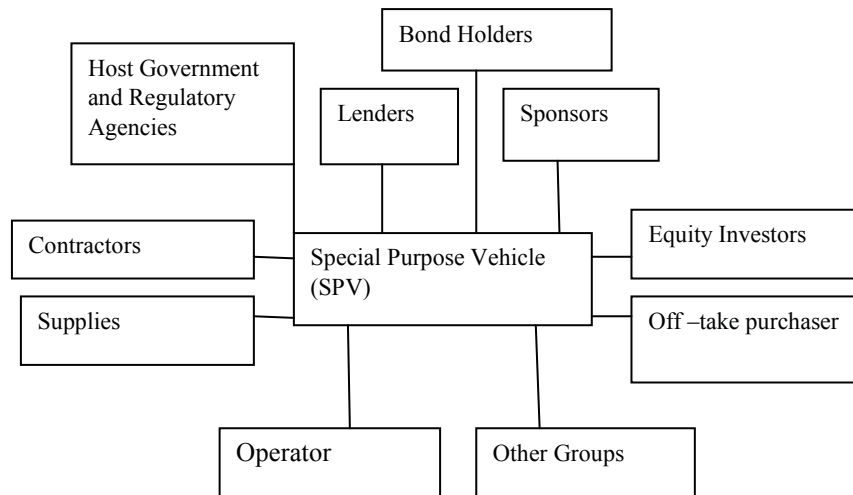 Bond Holders
Host Government
and Regulatory
Agencies
Lenders
Sponsors
Contractors
Special Purpose Vehicle
(SPV)
Equity Investors
Supplies
Off –take purchaser
Operator
Other Groups